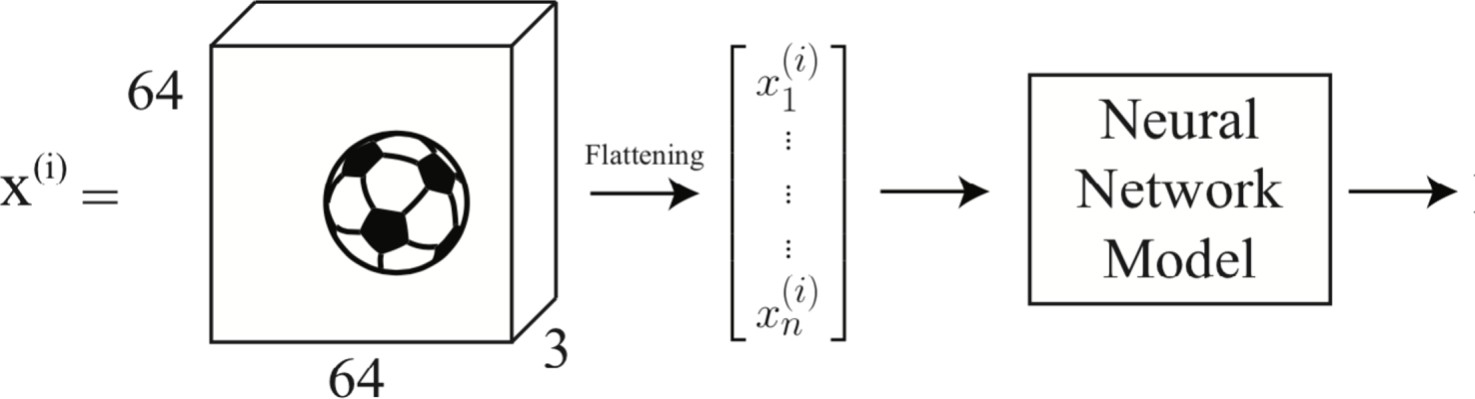 64
x^(i) =
64
3
Flattening
x_1^(i)
⋮
⋮
⋮
x_n^(i)
Neural
Network
Model